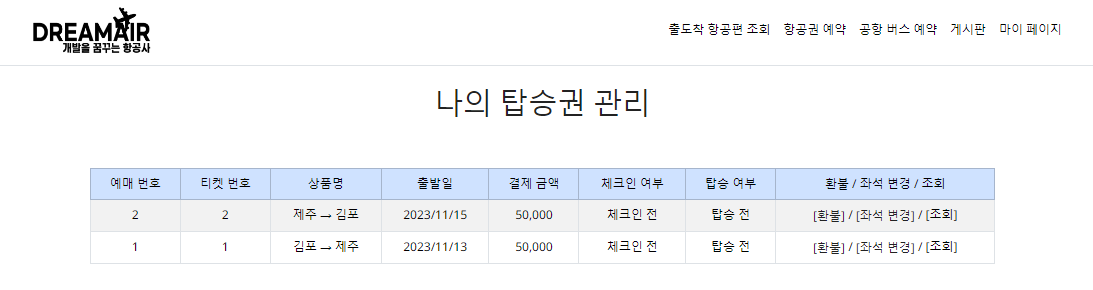 DREAMAIR
개발을 꿈꾸는 항공사
출도착 항공편 조회 항공권 예약 공항 버스 예약 게시판 마이 페이지
나의 탑승권 관리
예매 번호 티켓 번호 상품명 출발일 결제 금액 체크인 여부 탑승 여부 환불 / 좌석 변경 / 조회
2 2 제주 → 김포 2023/11/15 50,000 체크인 전 탑승 전 [환불] / [좌석 변경] / [조회]
1 1 김포 → 제주 2023/11/13 50,000 체크인 전 탑승 전 [환불] / [좌석 변경] / [조회]